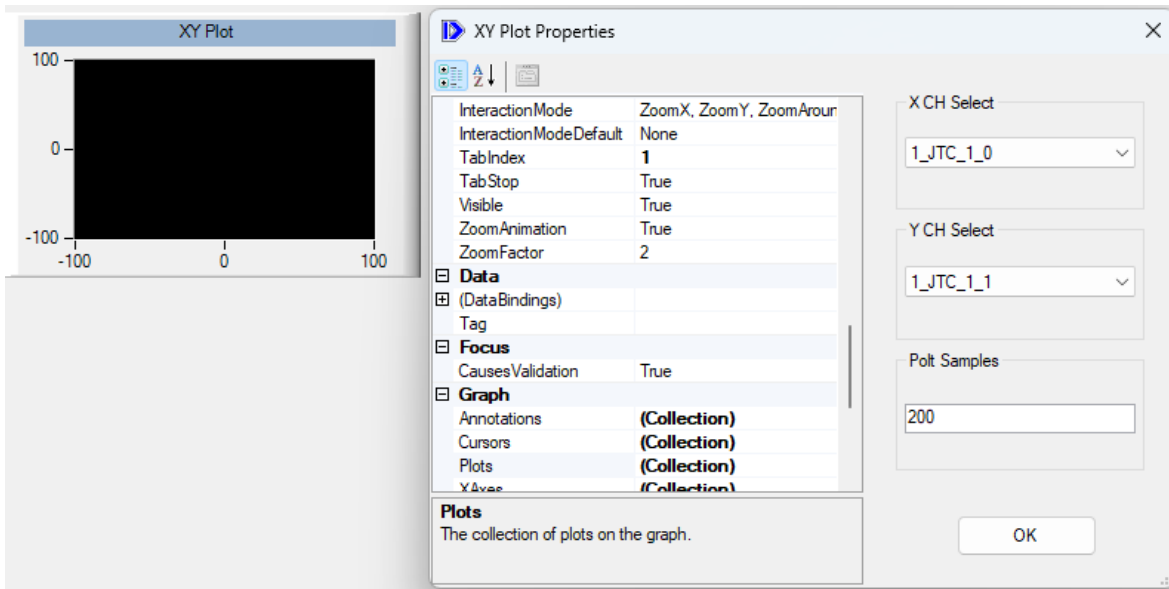 XY Plot
100
0
-100
-100 0 100
XY Plot Properties
InteractionMode ZoomX, ZoomY, ZoomAroun
InteractionModeDefault None
TabIndex 1
TabStop True
Visible True
ZoomAnimation True
ZoomFactor 2
Data
(DataBindings)
Tag
Focus
CausesValidation True
Graph
Annotations (Collection)
Cursors (Collection)
Plots (Collection)
XAxes (Collection)
Plots
The collection of plots on the graph.
X CH Select
1_JTC_1_0
Y CH Select
1_JTC_1_1
Polt Samples
200
OK